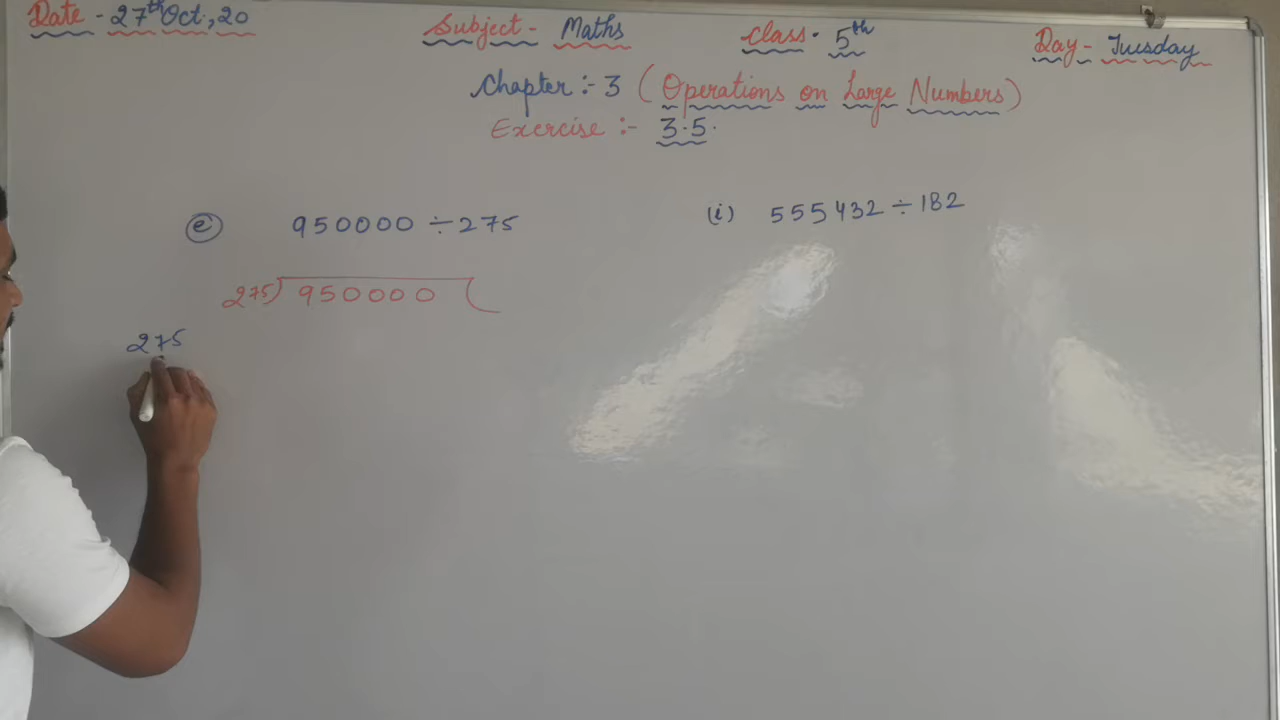 Date - 27th Oct, 20 Subject - Maths Class - 5th Day - Tuesday
Chapter :- 3 (Operations on Large Numbers)
Exercise :- 3.5.
(e) 950000 ÷ 275 (i) 555432 ÷ 182
275) 950000 (
275